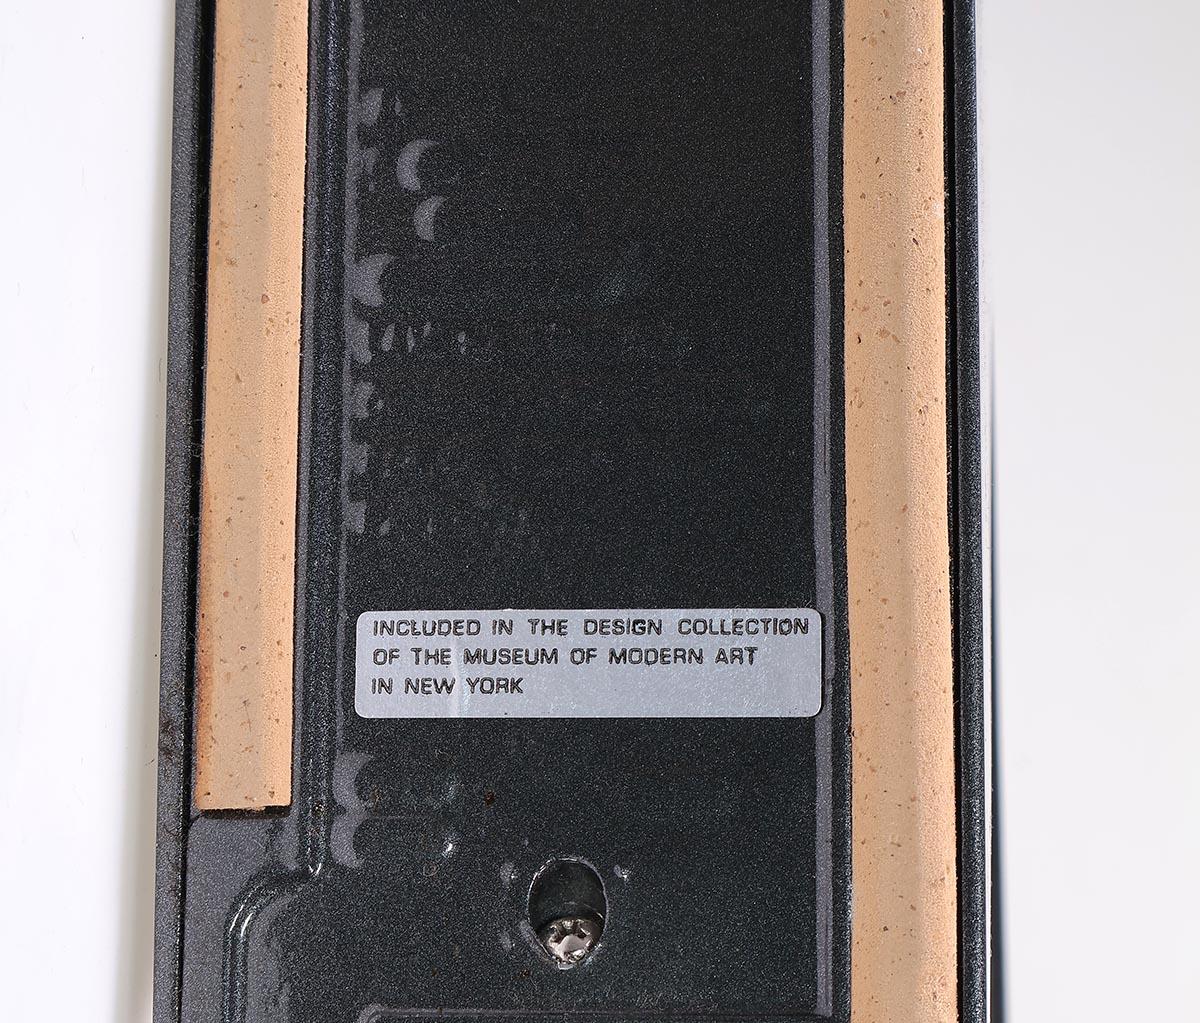 INCLUDED IN THE DESIGN COLLECTION
OF THE MUSEUM OF MODERN ART
IN NEW YORK